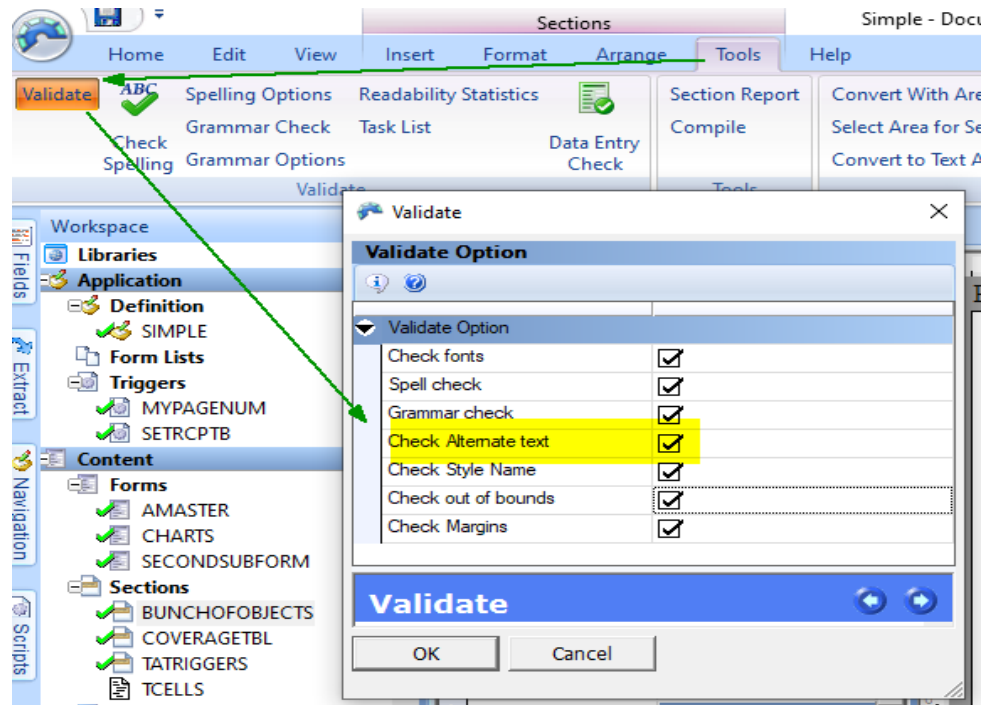 Sections
Simple - Docu
Home Edit View Insert Format Arrange Tools Help
Validate ABC Check Spelling
Spelling Options
Grammar Check
Grammar Options
Readability Statistics
Task List
Data Entry Check
Section Report
Compile
Convert With Are
Select Area for Se
Convert to Text A
Validate
Tools
Workspace
Libraries
Application
Definition
SIMPLE
Form Lists
Triggers
MYPAGENUM
SETRCPTB
Content
Forms
AMASTER
CHARTS
SECONDSUBFORM
Sections
BUNCHOFOBJECTS
COVERAGETBL
TATRIGGERS
TCELLS
Fields
Extract
Navigation
Scripts
Validate
Validate Option
Validate Option
Check fonts
Spell check
Grammar check
Check Alternate text
Check Style Name
Check out of bounds
Check Margins
Validate
OK Cancel